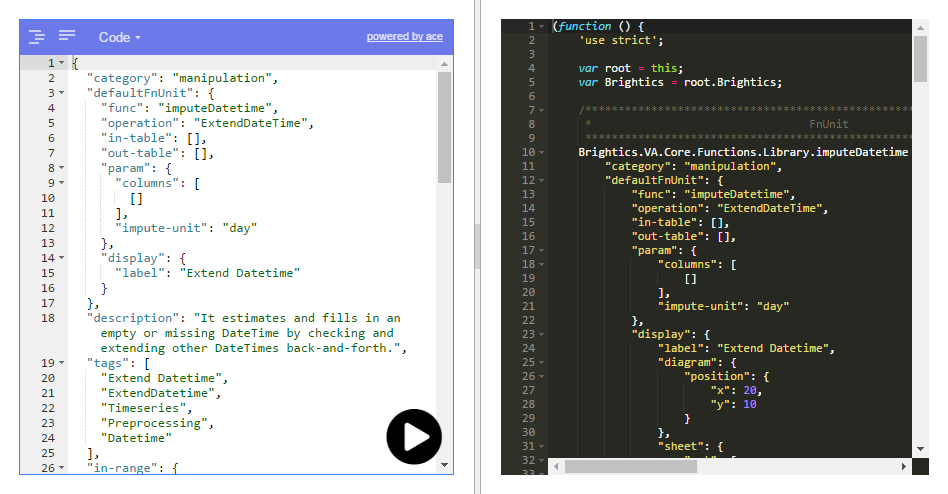 Code
powered by ace
1 {
2 "category": "manipulation",
3 "defaultFnUnit": {
4 "func": "imputeDatetime",
5 "operation": "ExtendDateTime",
6 "in-table": [],
7 "out-table": [],
8 "param": {
9 "columns": [
10 []
11 ],
12 "impute-unit": "day"
13 },
14 "display": {
15 "label": "Extend Datetime"
16 }
17 },
18 "description": "It estimates and fills in an
empty or missing DateTime by checking and
extending other DateTimes back-and-forth.",
19 "tags": [
20 "Extend Datetime",
21 "ExtendDatetime",
22 "Timeseries",
23 "Preprocessing",
24 "Datetime"
25 ],
26 "in-range": {
1 (function () {
2 'use strict';
3
4 var root = this;
5 var Brightics = root.Brightics;
6
7 /**************************************************
8 * FnUnit
9 **************************************************
10 Brightics.VA.Core.Functions.Library.imputeDatetime
11 "category": "manipulation",
12 "defaultFnUnit": {
13 "func": "imputeDatetime",
14 "operation": "ExtendDateTime",
15 "in-table": [],
16 "out-table": [],
17 "param": {
18 "columns": [
19 []
20 ],
21 "impute-unit": "day"
22 },
23 "display": {
24 "label": "Extend Datetime",
25 "diagram": {
26 "position": {
27 "x": 20,
28 "y": 10
29 }
30 },
31 "sheet": {
32
33